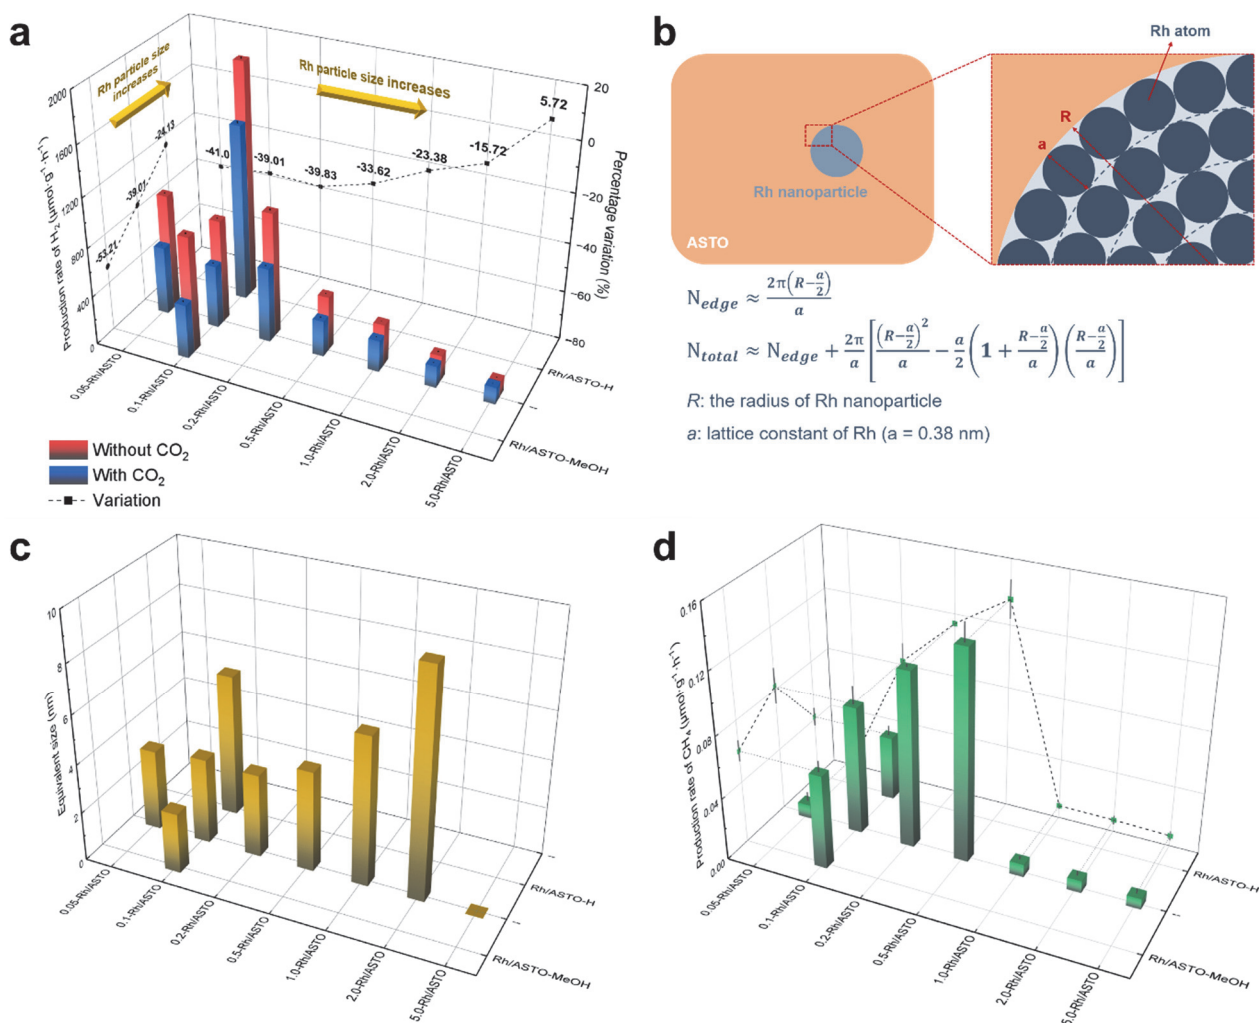 a
Rh particle size
increases
Rh particle size increases
-53.21
-39.01
-24.13
-41.0
-39.01
-39.83
-33.62
-23.38
-15.72
5.72
Production rate of H₂ (μmol·g⁻¹·h⁻¹)
0
400
800
1200
1600
2000
Percentage variation (%)
20
0
-20
-40
-60
-80
0.05-Rh/ASTO
0.1-Rh/ASTO
0.2-Rh/ASTO
0.5-Rh/ASTO
1.0-Rh/ASTO
2.0-Rh/ASTO
5.0-Rh/ASTO
Rh/ASTO-H
--
Rh/ASTO-MeOH
Without CO₂
With CO₂
Variation
b
Rh atom
R
a
Rh nanoparticle
ASTO
N_edge ≈ 2π(R−a/2)/a
N_total ≈ N_edge + 2π/a [(R−a/2)²/a − a/2 (1 + (R−a/2)/a) ((R−a/2)/a)]
R: the radius of Rh nanoparticle
a: lattice constant of Rh (a = 0.38 nm)
c
Equivalent size (nm)
0
2
4
6
8
10
0.05-Rh/ASTO
0.1-Rh/ASTO
0.2-Rh/ASTO
0.5-Rh/ASTO
1.0-Rh/ASTO
2.0-Rh/ASTO
5.0-Rh/ASTO
--
Rh/ASTO-H
--
Rh/ASTO-MeOH
d
Production rate of CH₄ (μmol·g⁻¹·h⁻¹)
0.00
0.04
0.08
0.12
0.16
0.05-Rh/ASTO
0.1-Rh/ASTO
0.2-Rh/ASTO
0.5-Rh/ASTO
1.0-Rh/ASTO
2.0-Rh/ASTO
5.0-Rh/ASTO
Rh/ASTO-H
--
Rh/ASTO-MeOH